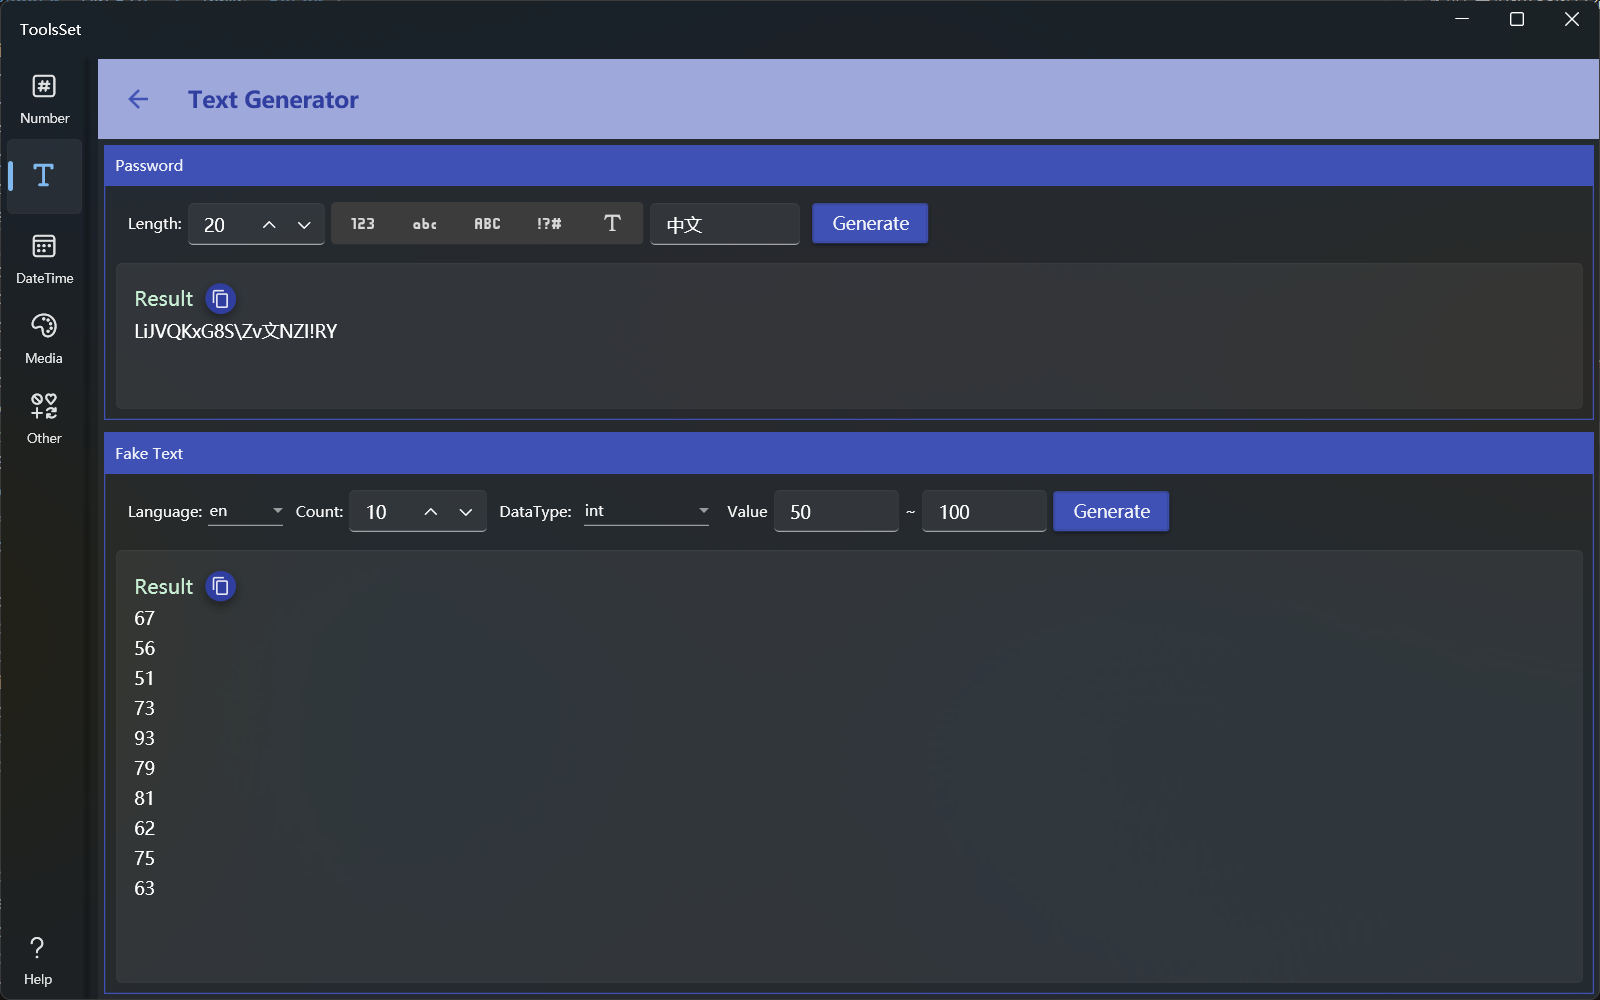 ToolsSet
Number
DateTime
Media
Other
Help
Text Generator
Password
Length: 20 123 abc ABC !?# T 中文 Generate
Result
LiJVQKxG8S\Zv文NZI!RY
Fake Text
Language: en Count: 10 DataType: int Value 50 ~ 100 Generate
Result
67
56
51
73
93
79
81
62
75
63